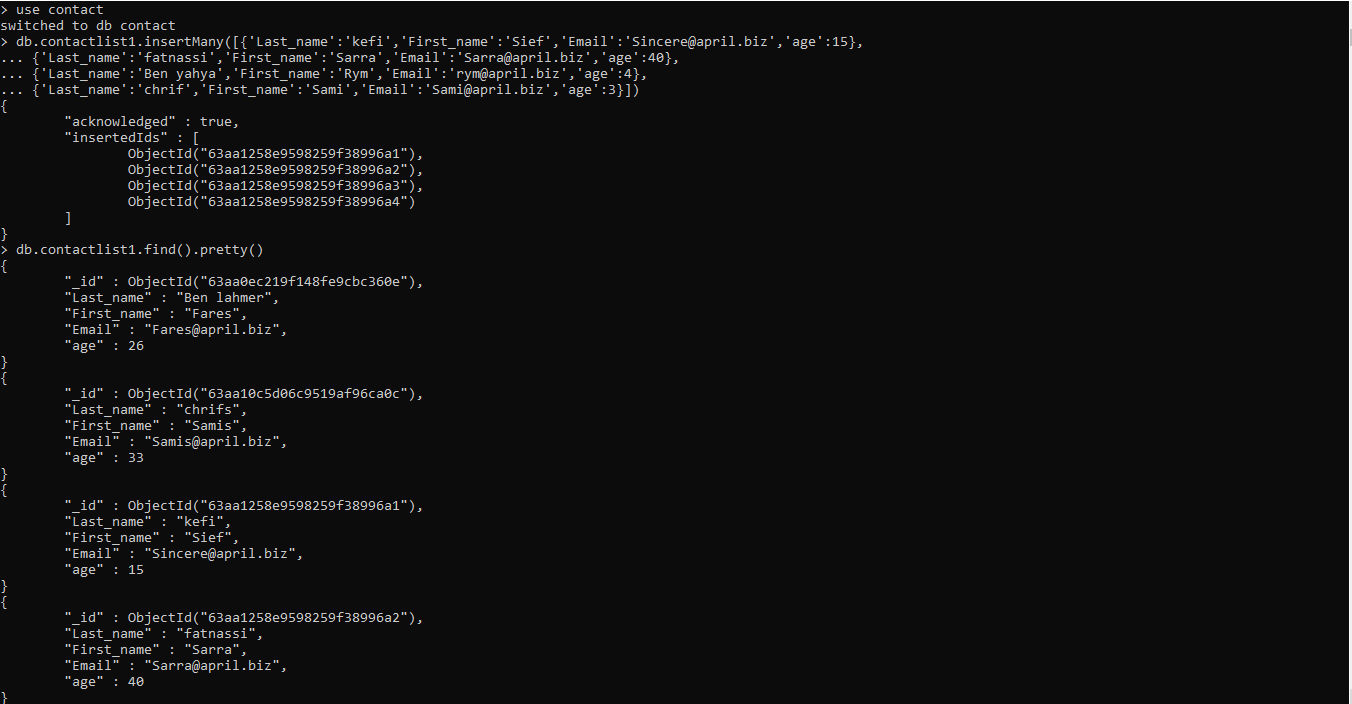 > use contact
switched to db contact
> db.contactlist1.insertMany([{'Last_name':'kefi','First_name':'Sief','Email':'Sincere@april.biz','age':15},
... {'Last_name':'fatnassi','First_name':'Sarra','Email':'Sarra@april.biz','age':40},
... {'Last_name':'Ben yahya','First_name':'Rym','Email':'rym@april.biz','age':4},
... {'Last_name':'chrif','First_name':'Sami','Email':'Sami@april.biz','age':3}])
{
        "acknowledged" : true,
        "insertedIds" : [
                ObjectId("63aa1258e9598259f38996a1"),
                ObjectId("63aa1258e9598259f38996a2"),
                ObjectId("63aa1258e9598259f38996a3"),
                ObjectId("63aa1258e9598259f38996a4")
        ]
}
> db.contactlist1.find().pretty()
{
        "_id" : ObjectId("63aa0ec219f148fe9cbc360e"),
        "Last_name" : "Ben lahmer",
        "First_name" : "Fares",
        "Email" : "Fares@april.biz",
        "age" : 26
}
{
        "_id" : ObjectId("63aa10c5d06c9519af96ca0c"),
        "Last_name" : "chrifs",
        "First_name" : "Samis",
        "Email" : "Samis@april.biz",
        "age" : 33
}
{
        "_id" : ObjectId("63aa1258e9598259f38996a1"),
        "Last_name" : "kefi",
        "First_name" : "Sief",
        "Email" : "Sincere@april.biz",
        "age" : 15
}
{
        "_id" : ObjectId("63aa1258e9598259f38996a2"),
        "Last_name" : "fatnassi",
        "First_name" : "Sarra",
        "Email" : "Sarra@april.biz",
        "age" : 40
}